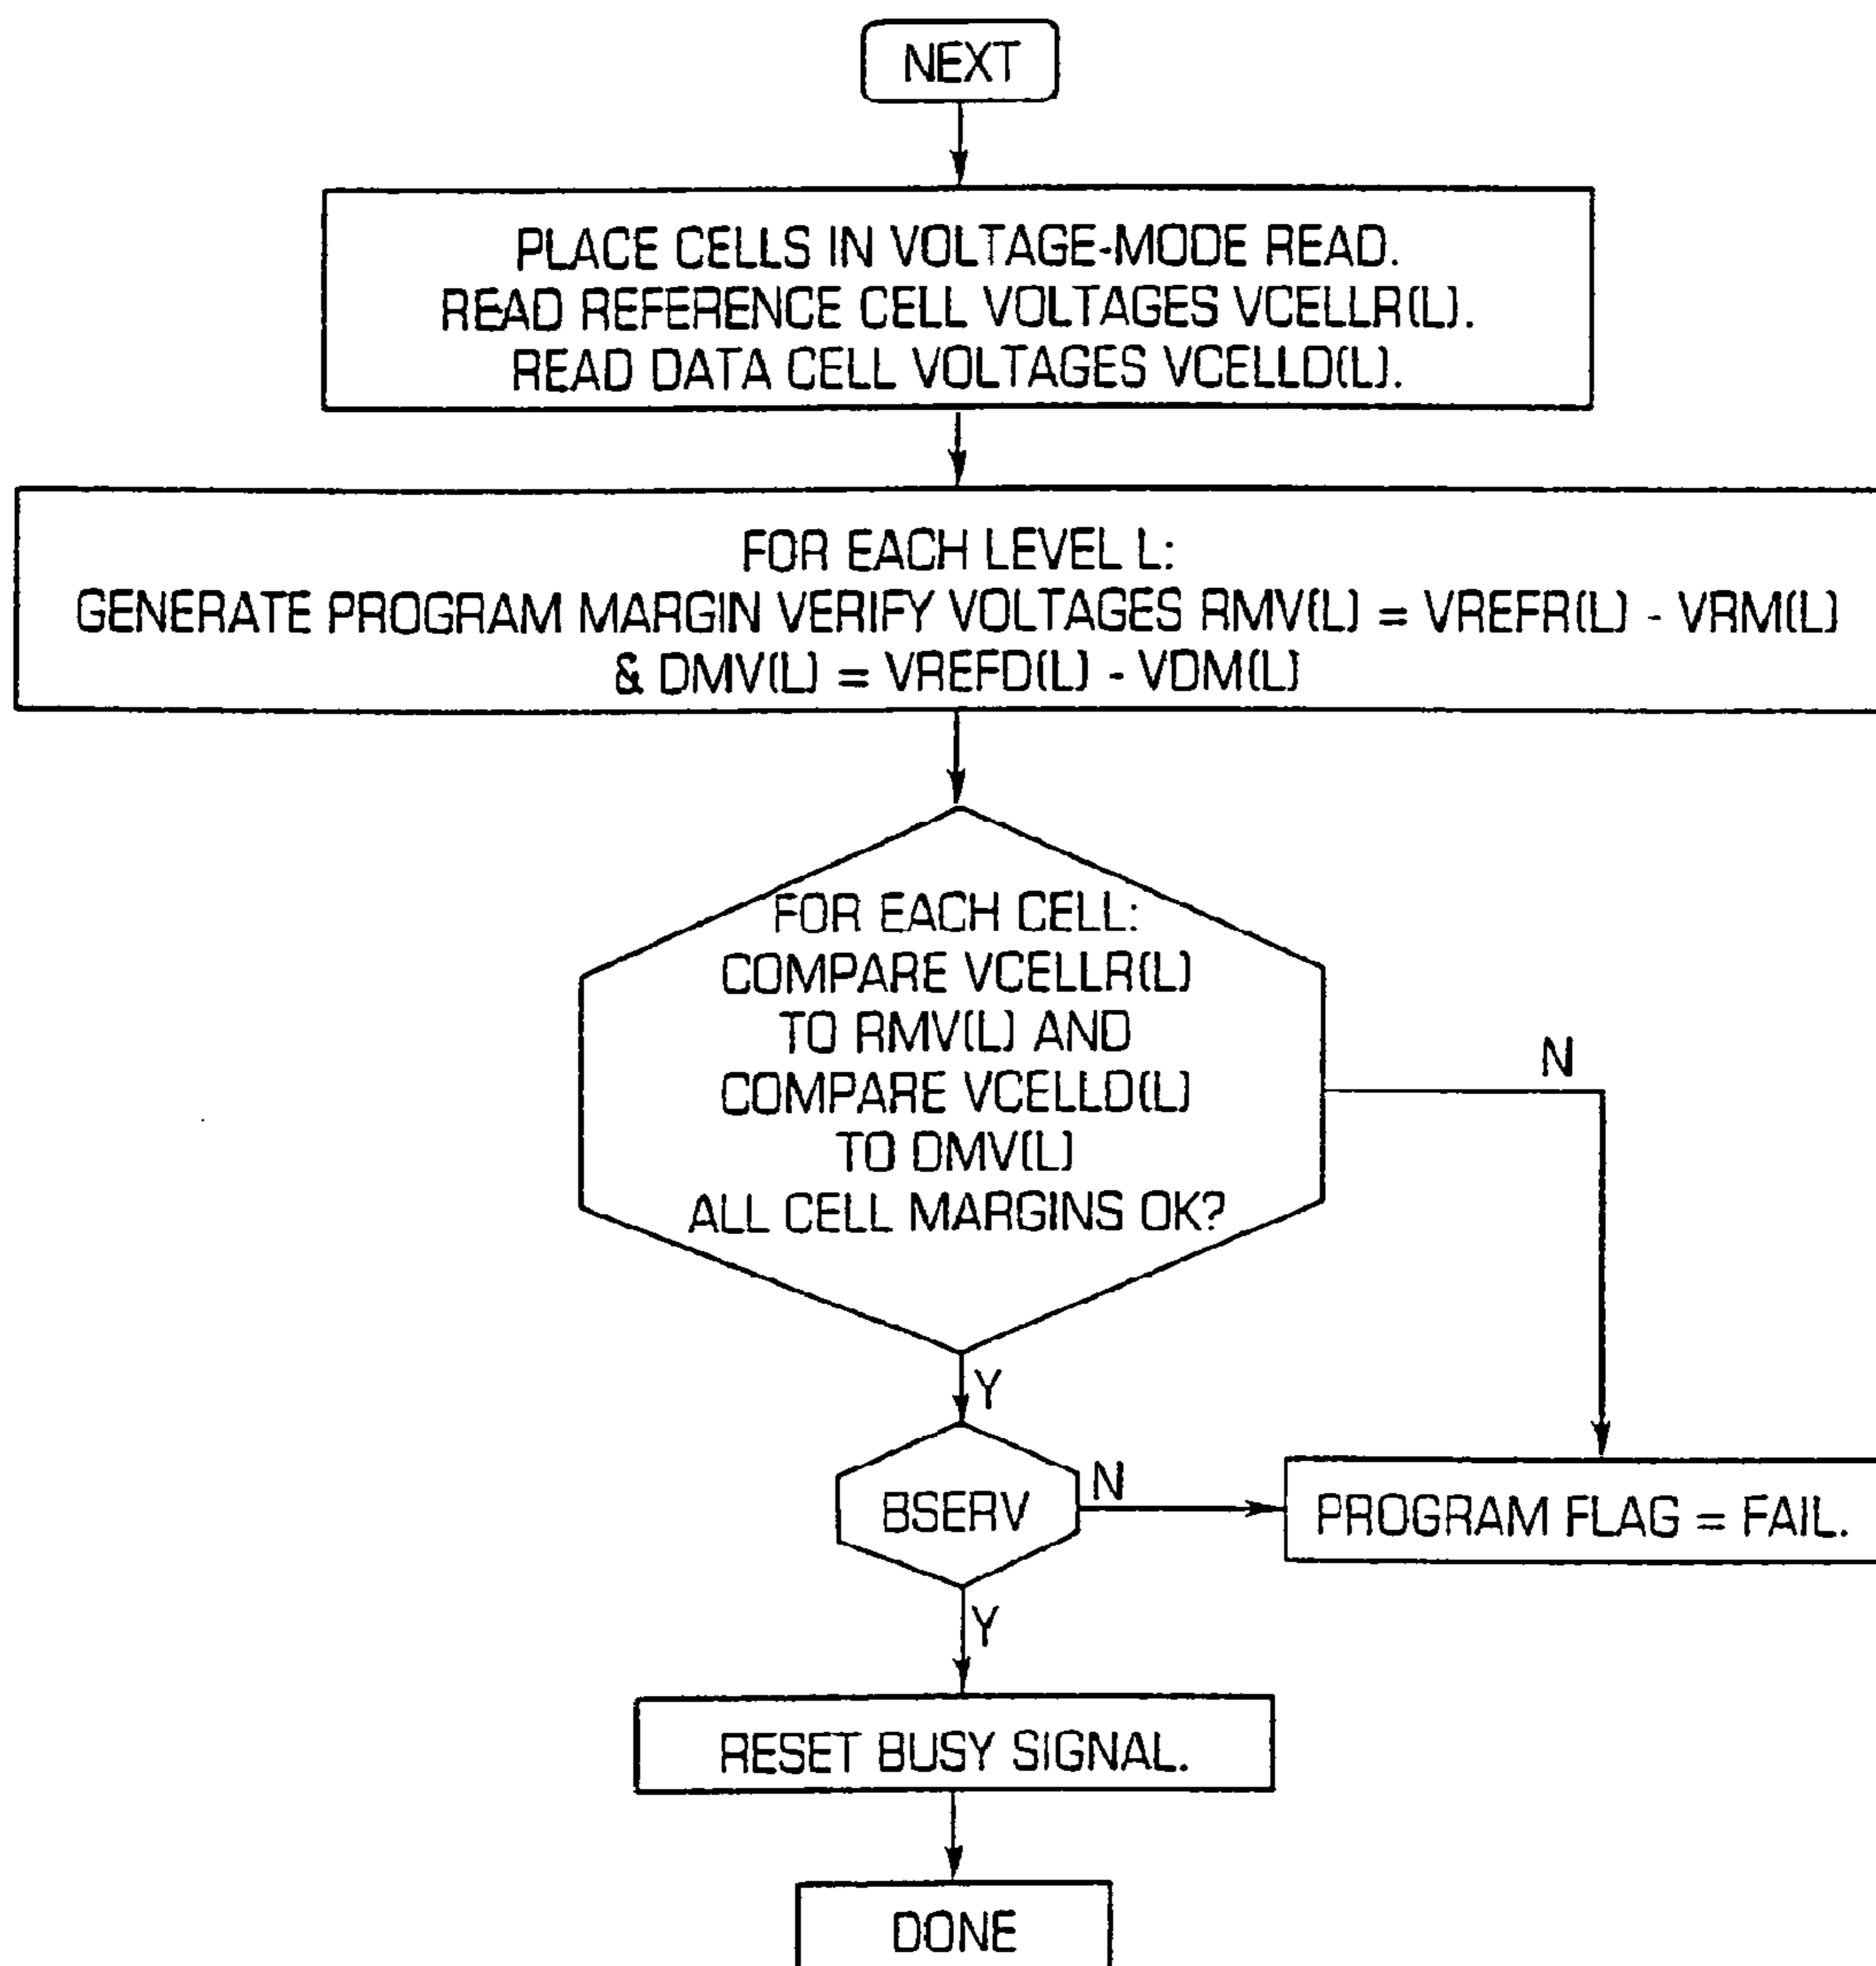 NEXT
PLACE CELLS IN VOLTAGE-MODE READ.
READ REFERENCE CELL VOLTAGES VCELLR(L).
READ DATA CELL VOLTAGES VCELLD(L).
FOR EACH LEVEL L:
GENERATE PROGRAM MARGIN VERIFY VOLTAGES RMV(L) = VREFR(L) - VRM(L)
& DMV(L) = VREFD(L) - VDM(L)
FOR EACH CELL:
COMPARE VCELLR(L)
TO RMV(L) AND
COMPARE VCELLD(L)
TO DMV(L)
ALL CELL MARGINS OK?
N
Y
BSERV
N
PROGRAM FLAG = FAIL.
Y
RESET BUSY SIGNAL.
DONE